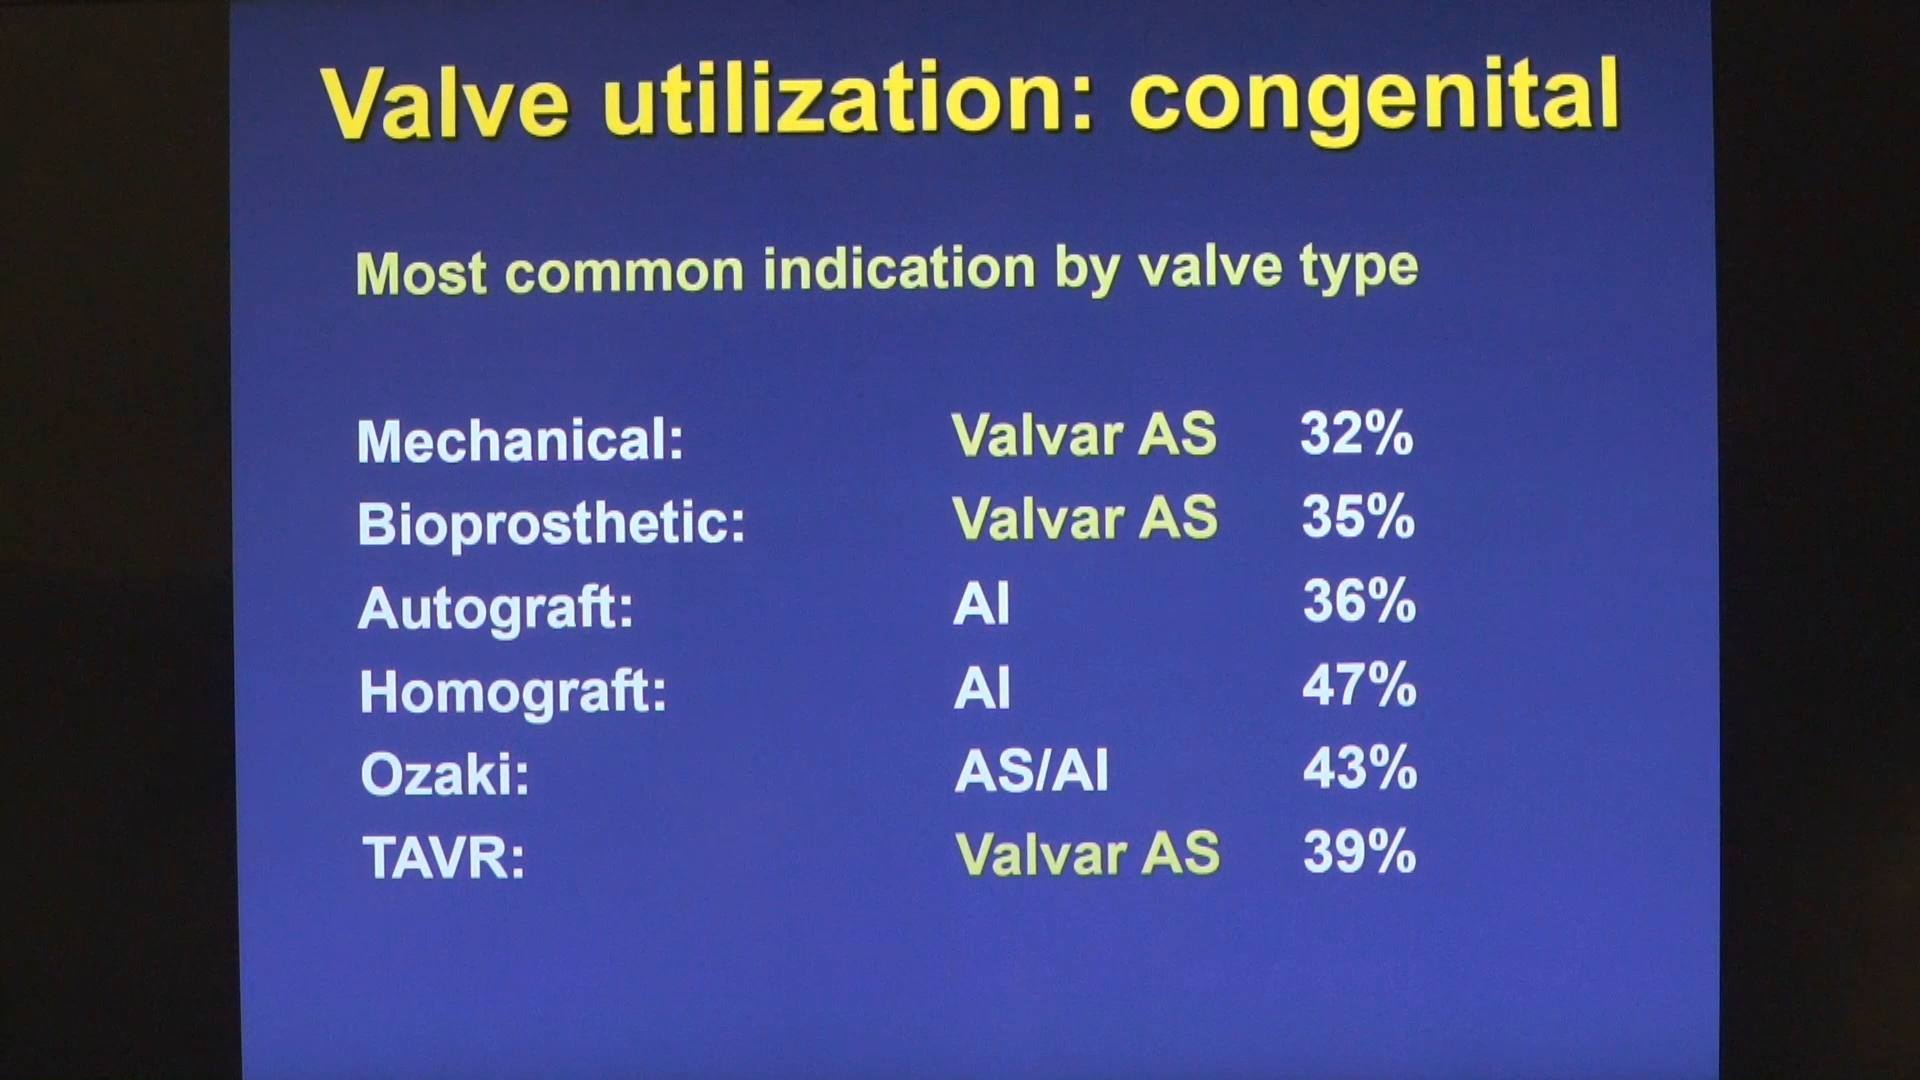 Valve utilization: congenital
Most common indication by valve type
Mechanical: Valvar AS 32%
Bioprosthetic: Valvar AS 35%
Autograft: AI 36%
Homograft: AI 47%
Ozaki: AS/AI 43%
TAVR: Valvar AS 39%